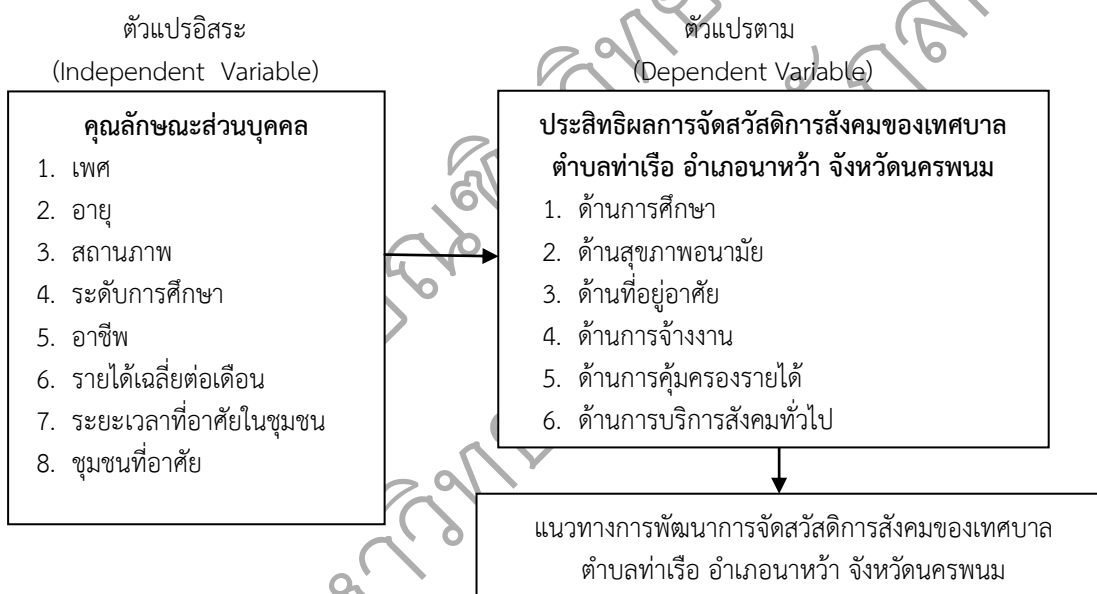 ตัวแปรอิสระ
(Independent Variable)
คุณลักษณะส่วนบุคคล
1. เพศ
2. อายุ
3. สถานภาพ
4. ระดับการศึกษา
5. อาชีพ
6. รายได้เฉลี่ยต่อเดือน
7. ระยะเวลาที่อาศัยในชุมชน
8. ชุมชนที่อาศัย
ตัวแปรตาม
(Dependent Variable)
ประสิทธิผลการจัดสวัสดิการสังคมของเทศบาล
ตำบลท่าเรือ อำเภอนาหว้า จังหวัดนครพนม
1. ด้านการศึกษา
2. ด้านสุขภาพอนามัย
3. ด้านที่อยู่อาศัย
4. ด้านการจ้างงาน
5. ด้านการคุ้มครองรายได้
6. ด้านการบริการสังคมทั่วไป
แนวทางการพัฒนาการจัดสวัสดิการสังคมของเทศบาล
ตำบลท่าเรือ อำเภอนาหว้า จังหวัดนครพนม